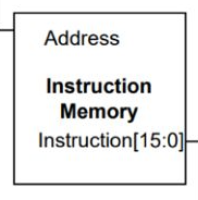 Address
Instruction
Memory
Instruction[15:0]